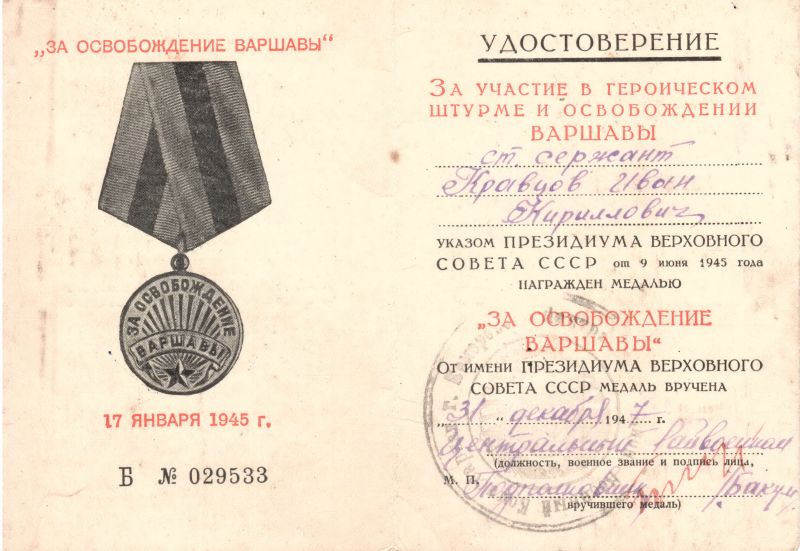 „ЗА ОСВОБОЖДЕНИЕ ВАРШАВЫ“
ЗА ОСВОБОЖДЕНИЕ
ВАРШАВЫ
17 ЯНВАРЯ 1945 г.
Б № 029533
УДОСТОВЕРЕНИЕ
ЗА УЧАСТИЕ В ГЕРОИЧЕСКОМ
ШТУРМЕ И ОСВОБОЖДЕНИИ
ВАРШАВЫ
ст. сержант
Кравцов Иван
Кириллович
УКАЗОМ ПРЕЗИДИУМА ВЕРХОВНОГО
СОВЕТА СССР от 9 июня 1945 года
НАГРАЖДЕН МЕДАЛЬЮ
„ЗА ОСВОБОЖДЕНИЕ
ВАРШАВЫ“
ОТ ИМЕНИ ПРЕЗИДИУМА ВЕРХОВНОГО
СОВЕТА СССР МЕДАЛЬ ВРУЧЕНА
„31“ декабря 1947 г.
Центральный Райвоенком
(должность, военное звание и подпись лица,
М. П. Подполковник
вручившего медаль)